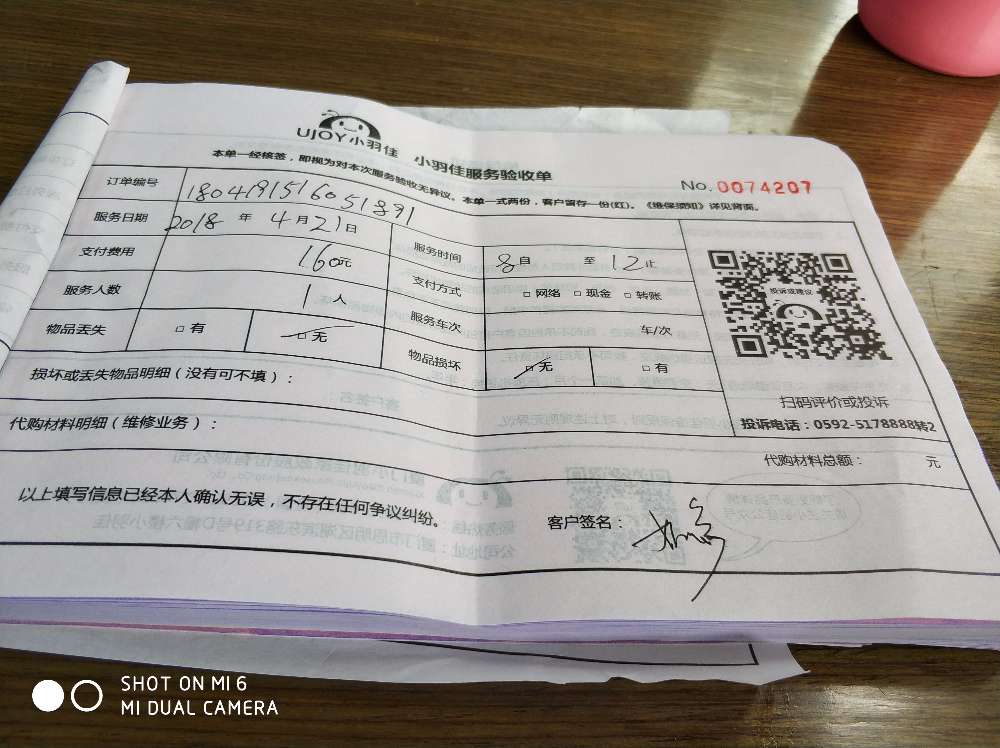 UJOY小羽佳 小羽佳服务验收单
No.0074207
本单一经核签，即视为对本次服务验收无异议。本单一式两份，客户留存一份(红)。《维保须知》详见背面。
订单编号 1804191516051891
服务日期 2018 年 4 月 21 日 服务时间 8 自 至 12 止
支付费用 160元 支付方式 □ 网络 □ 现金 □ 转账
服务人数 1 人 服务车次 车/次
物品丢失 □ 有 □ 无 物品损坏 □ 无 □ 有
投诉或建议
损坏或丢失物品明细（没有可不填）：
扫码评价或投诉
投诉电话：0592-5178888转2
代购材料明细（维修业务）：
代购材料总额： 元
以上填写信息已经本人确认无误，不存在任何争议纠纷。
客户签名：
SHOT ON MI 6
MI DUAL CAMERA